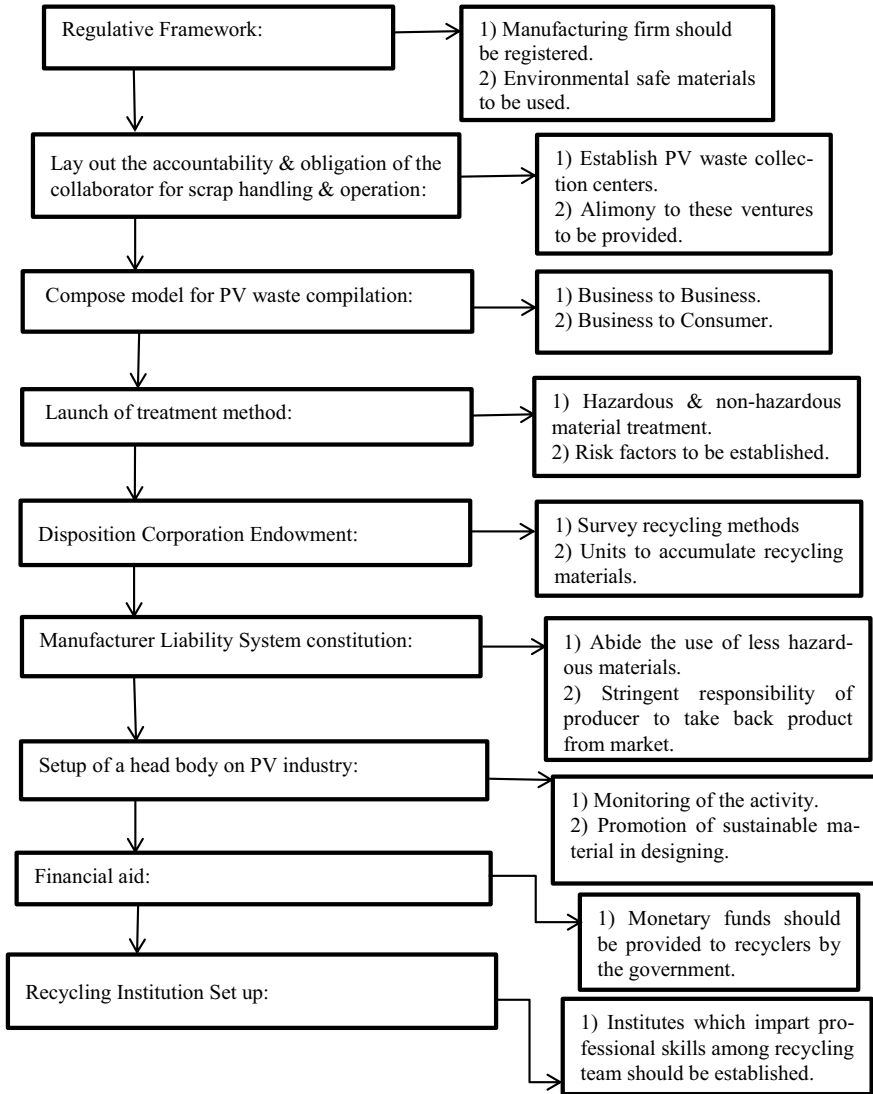 Regulative Framework:
1) Manufacturing firm should
be registered.
2) Environmental safe materials
to be used.
Lay out the accountability & obligation of the
collaborator for scrap handling & operation:
1) Establish PV waste collec-
tion centers.
2) Alimony to these ventures
to be provided.
Compose model for PV waste compilation:
1) Business to Business.
2) Business to Consumer.
Launch of treatment method:
1) Hazardous & non-hazardous
material treatment.
2) Risk factors to be established.
Disposition Corporation Endowment:
1) Survey recycling methods
2) Units to accumulate recycling
materials.
Manufacturer Liability System constitution:
1) Abide the use of less hazard-
ous materials.
2) Stringent responsibility of
producer to take back product
from market.
Setup of a head body on PV industry:
1) Monitoring of the activity.
2) Promotion of sustainable ma-
terial in designing.
Financial aid:
1) Monetary funds should
be provided to recyclers by
the government.
Recycling Institution Set up:
1) Institutes which impart pro-
fessional skills among recycling
team should be established.